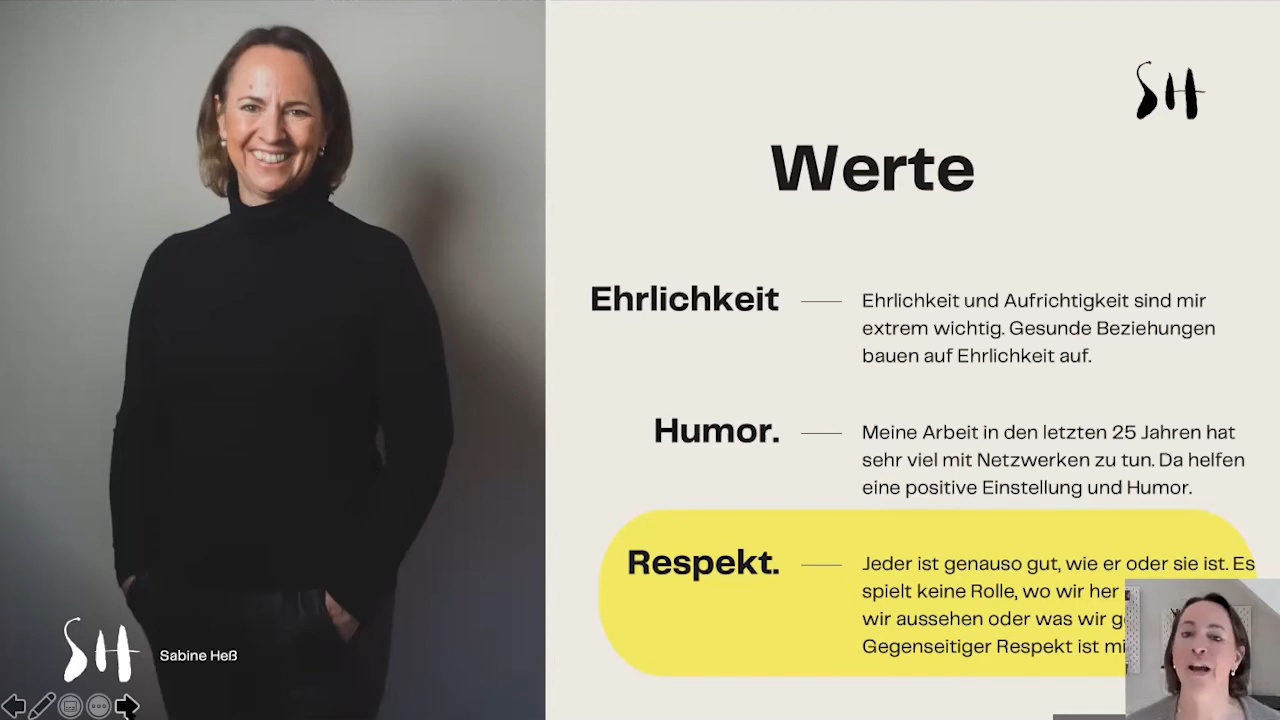 SH
Werte
Ehrlichkeit
Ehrlichkeit und Aufrichtigkeit sind mir
extrem wichtig. Gesunde Beziehungen
bauen auf Ehrlichkeit auf.
Humor.
Meine Arbeit in den letzten 25 Jahren hat
sehr viel mit Netzwerken zu tun. Da helfen
eine positive Einstellung und Humor.
Respekt.
Jeder ist genauso gut, wie er oder sie ist. Es
spielt keine Rolle, wo wir her
wir aussehen oder was wir
Gegenseitiger Respekt ist
SH
Sabine Heß